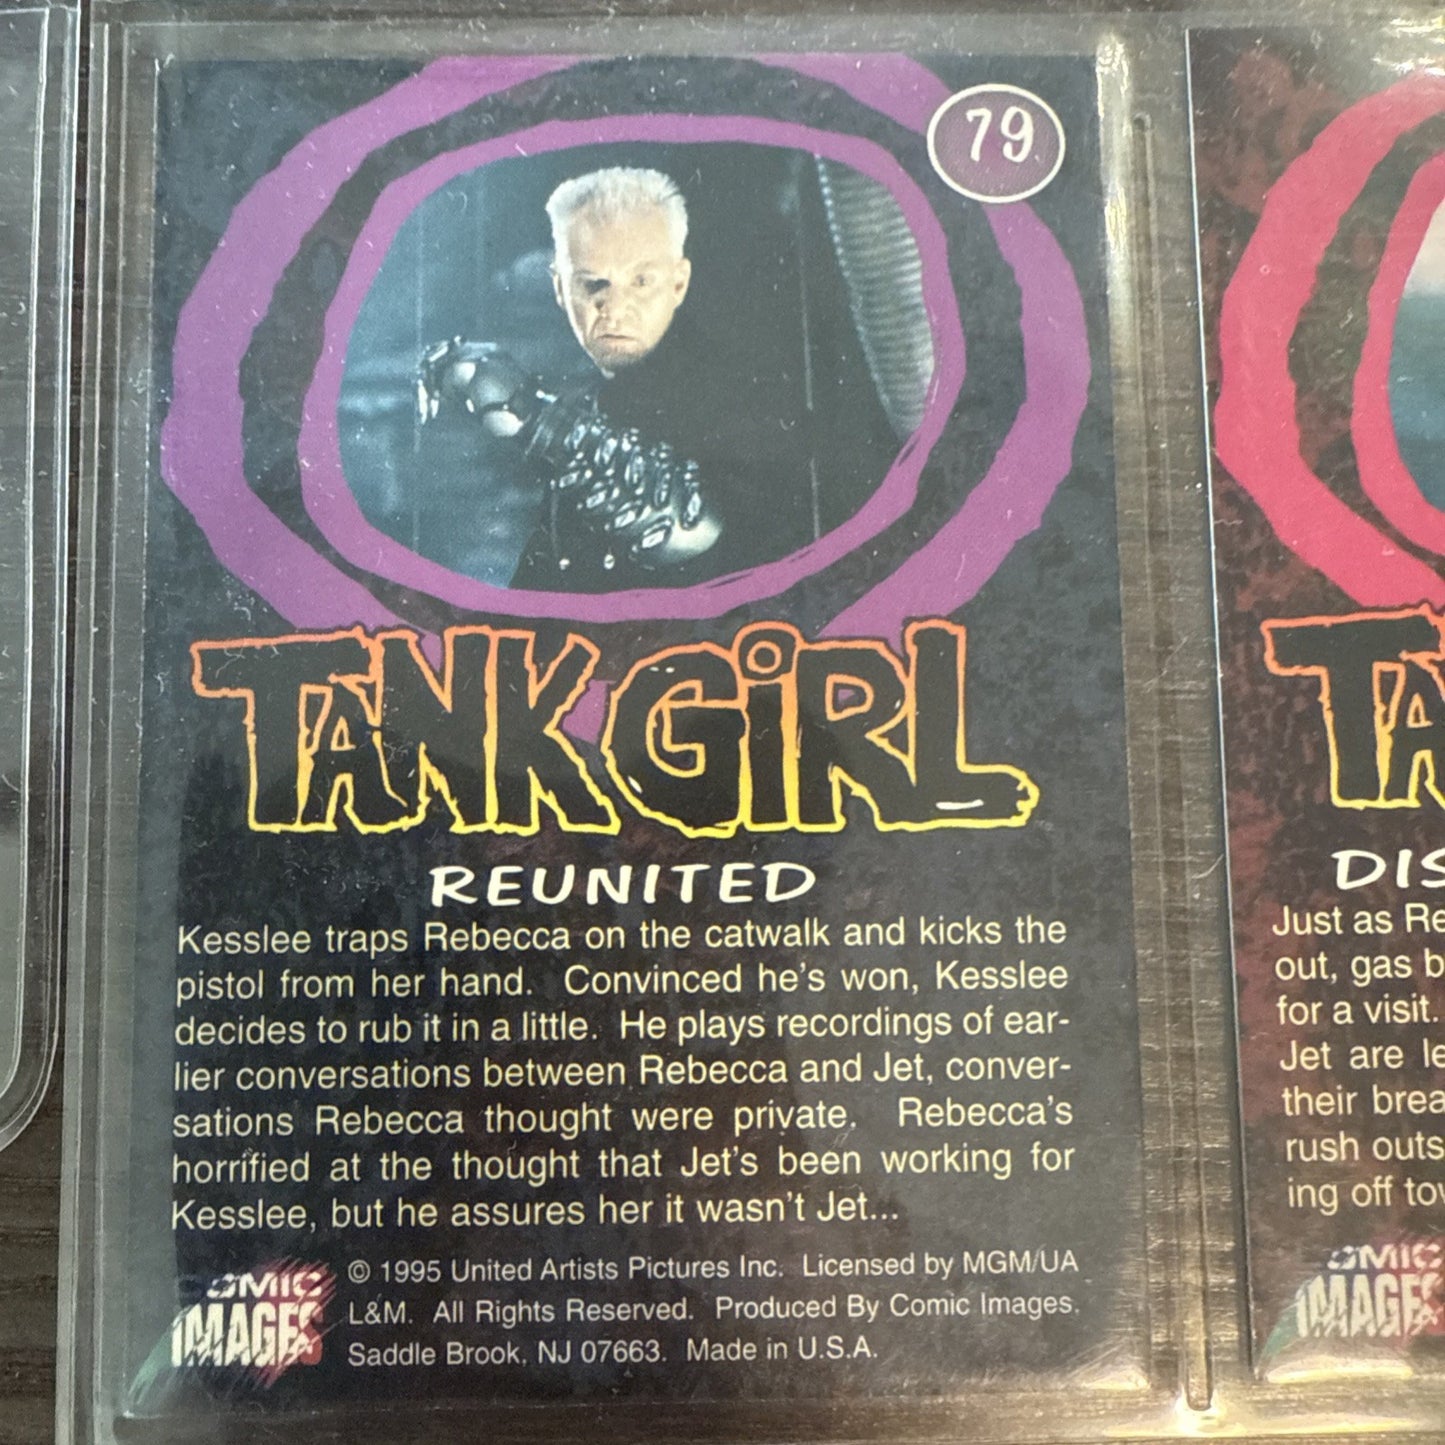 79
TANK GiRL
REUNITED
Kesslee traps Rebecca on the catwalk and kicks the
pistol from her hand. Convinced he's won, Kesslee
decides to rub it in a little. He plays recordings of ear-
lier conversations between Rebecca and Jet, conver-
sations Rebecca thought were private. Rebecca's
horrified at the thought that Jet's been working for
Kesslee, but he assures her it wasn't Jet...
COMIC
IMAGES
© 1995 United Artists Pictures Inc. Licensed by MGM/UA
L&M. All Rights Reserved. Produced By Comic Images.
Saddle Brook, NJ 07663. Made in U.S.A.
TA
DIS
Just as Re
out, gas b
for a visit.
Jet are le
their brea
rush outs
ing off tow
COMIC
IMAGES